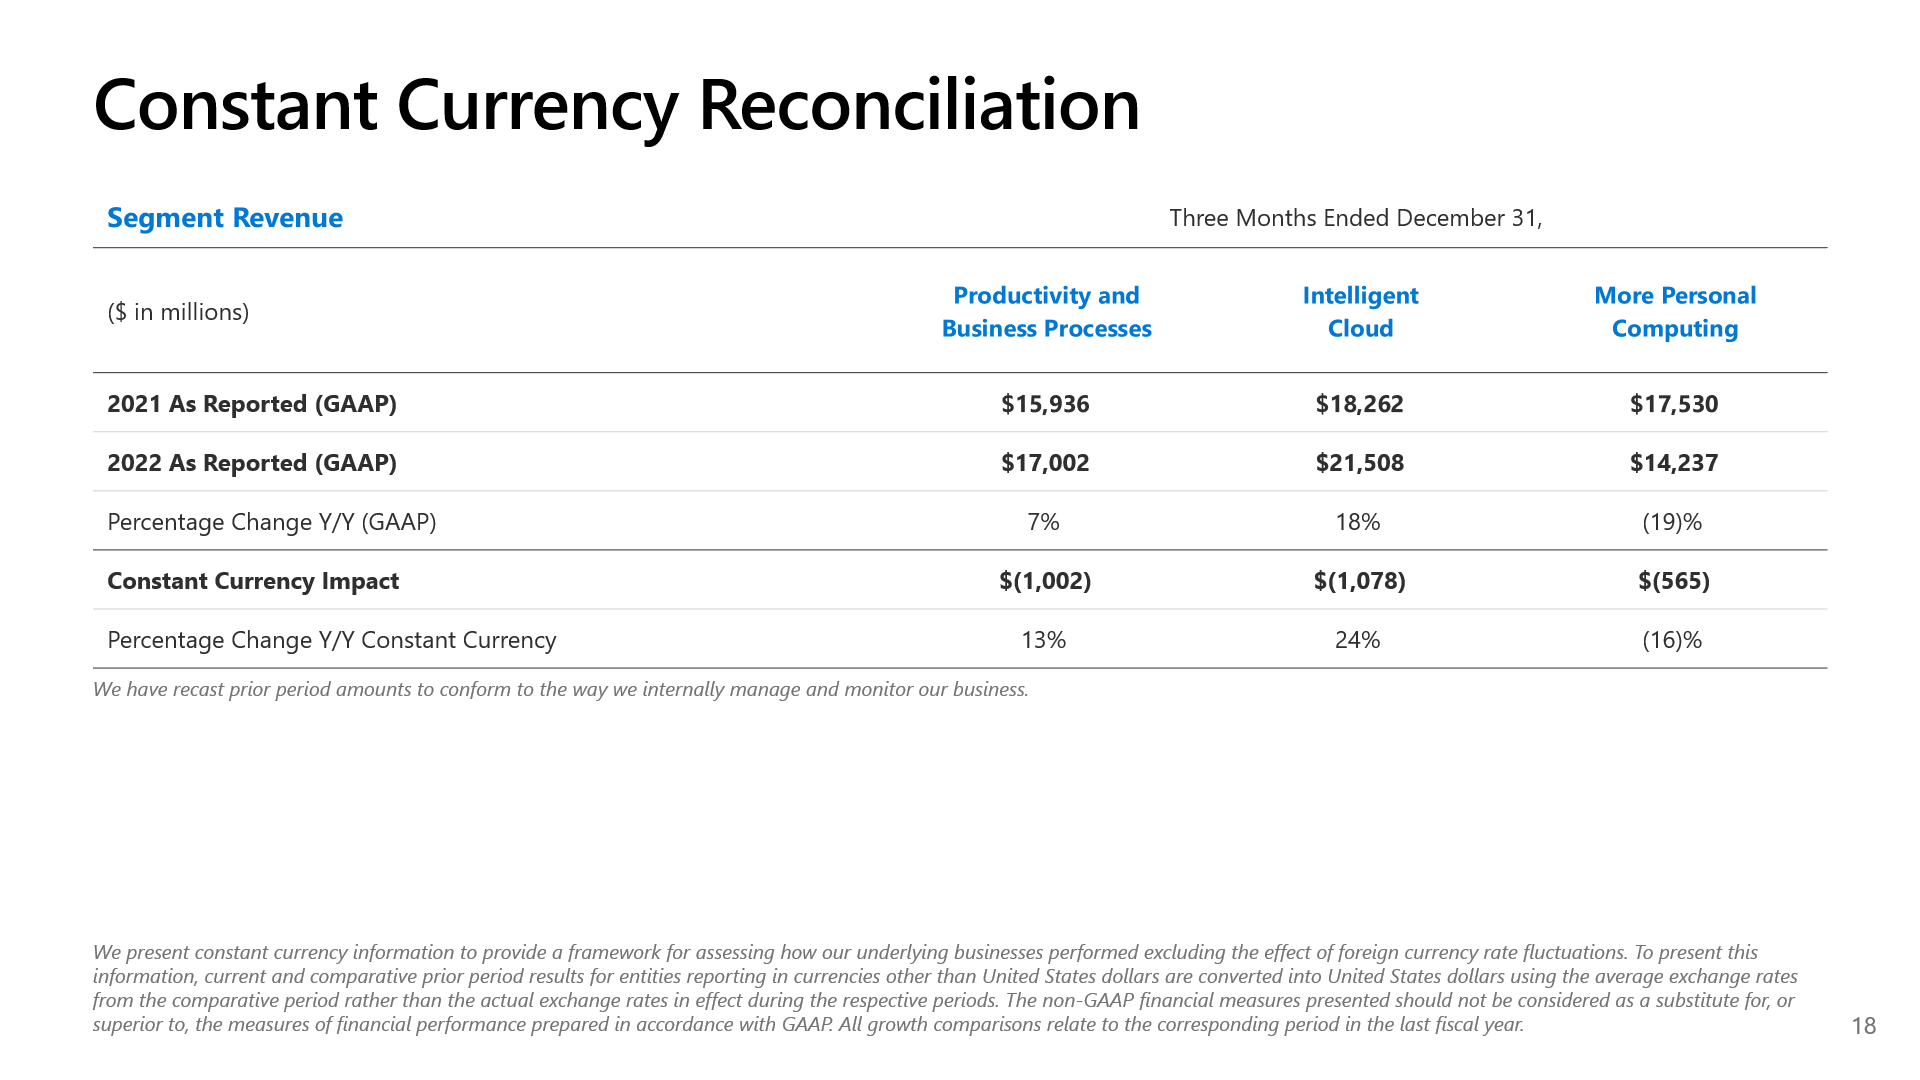 Constant Currency Reconciliation
Segment Revenue
Three Months Ended December 31,
($ in millions)
Productivity and
Business Processes
Intelligent
Cloud
More Personal
Computing
2021 As Reported (GAAP) $15,936 $18,262 $17,530
2022 As Reported (GAAP) $17,002 $21,508 $14,237
Percentage Change Y/Y (GAAP) 7% 18% (19)%
Constant Currency Impact $(1,002) $(1,078) $(565)
Percentage Change Y/Y Constant Currency 13% 24% (16)%
We have recast prior period amounts to conform to the way we internally manage and monitor our business.
We present constant currency information to provide a framework for assessing how our underlying businesses performed excluding the effect of foreign currency rate fluctuations. To present this
information, current and comparative prior period results for entities reporting in currencies other than United States dollars are converted into United States dollars using the average exchange rates
from the comparative period rather than the actual exchange rates in effect during the respective periods. The non-GAAP financial measures presented should not be considered as a substitute for, or
superior to, the measures of financial performance prepared in accordance with GAAP. All growth comparisons relate to the corresponding period in the last fiscal year.
18